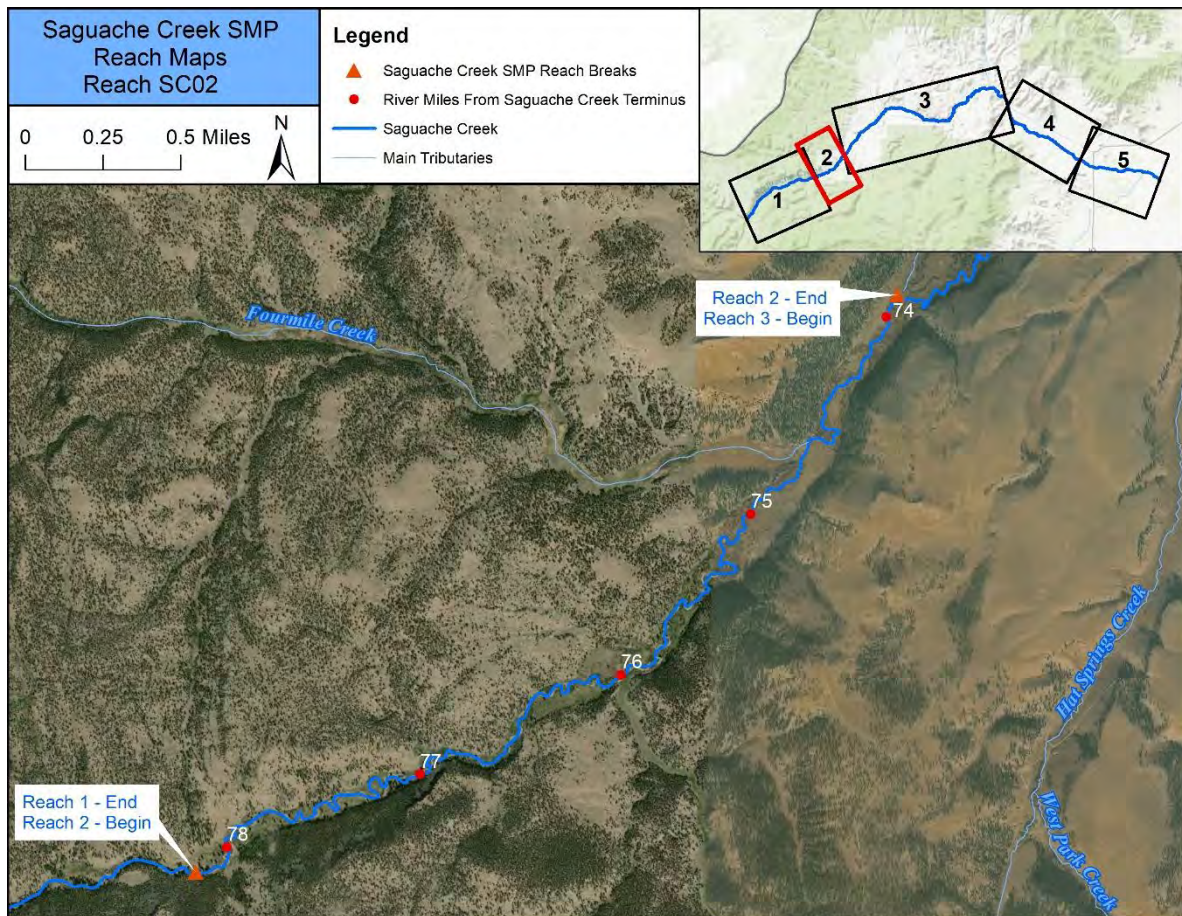 Saguache Creek SMP
Reach Maps
Reach SC02
0 0.25 0.5 Miles
N
Legend
Saguache Creek SMP Reach Breaks
River Miles From Saguache Creek Terminus
Saguache Creek
Main Tributaries
1
2
3
4
5
Fourmile Creek
Reach 2 - End
Reach 3 - Begin
74
75
76
77
78
Reach 1 - End
Reach 2 - Begin
Hat Springs Creek
West Park Creek